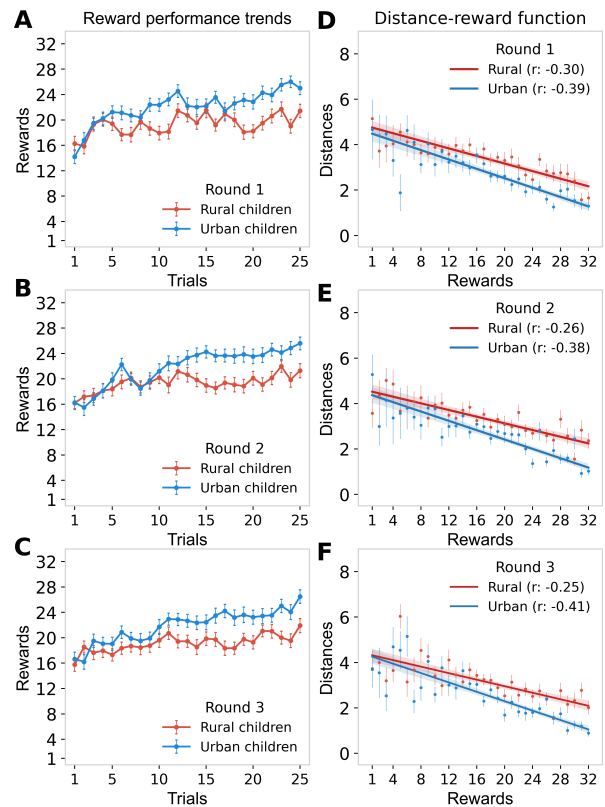 A Reward performance trends
Rewards
32
28
24
20
16
12
8
4
1
Round 1
Rural children
Urban children
1 5 10 15 20 25
Trials
B
Rewards
32
28
24
20
16
12
8
4
1
Round 2
Rural children
Urban children
1 5 10 15 20 25
Trials
C
Rewards
32
28
24
20
16
12
8
4
1
Round 3
Rural children
Urban children
1 5 10 15 20 25
Trials
D Distance-reward function
Distances
8
6
4
2
0
Round 1
Rural (r: -0.30)
Urban (r: -0.39)
1 4 8 12 16 20 24 28 32
Rewards
E
Distances
8
6
4
2
0
Round 2
Rural (r: -0.26)
Urban (r: -0.38)
1 4 8 12 16 20 24 28 32
Rewards
F
Distances
8
6
4
2
0
Round 3
Rural (r: -0.25)
Urban (r: -0.41)
1 4 8 12 16 20 24 28 32
Rewards